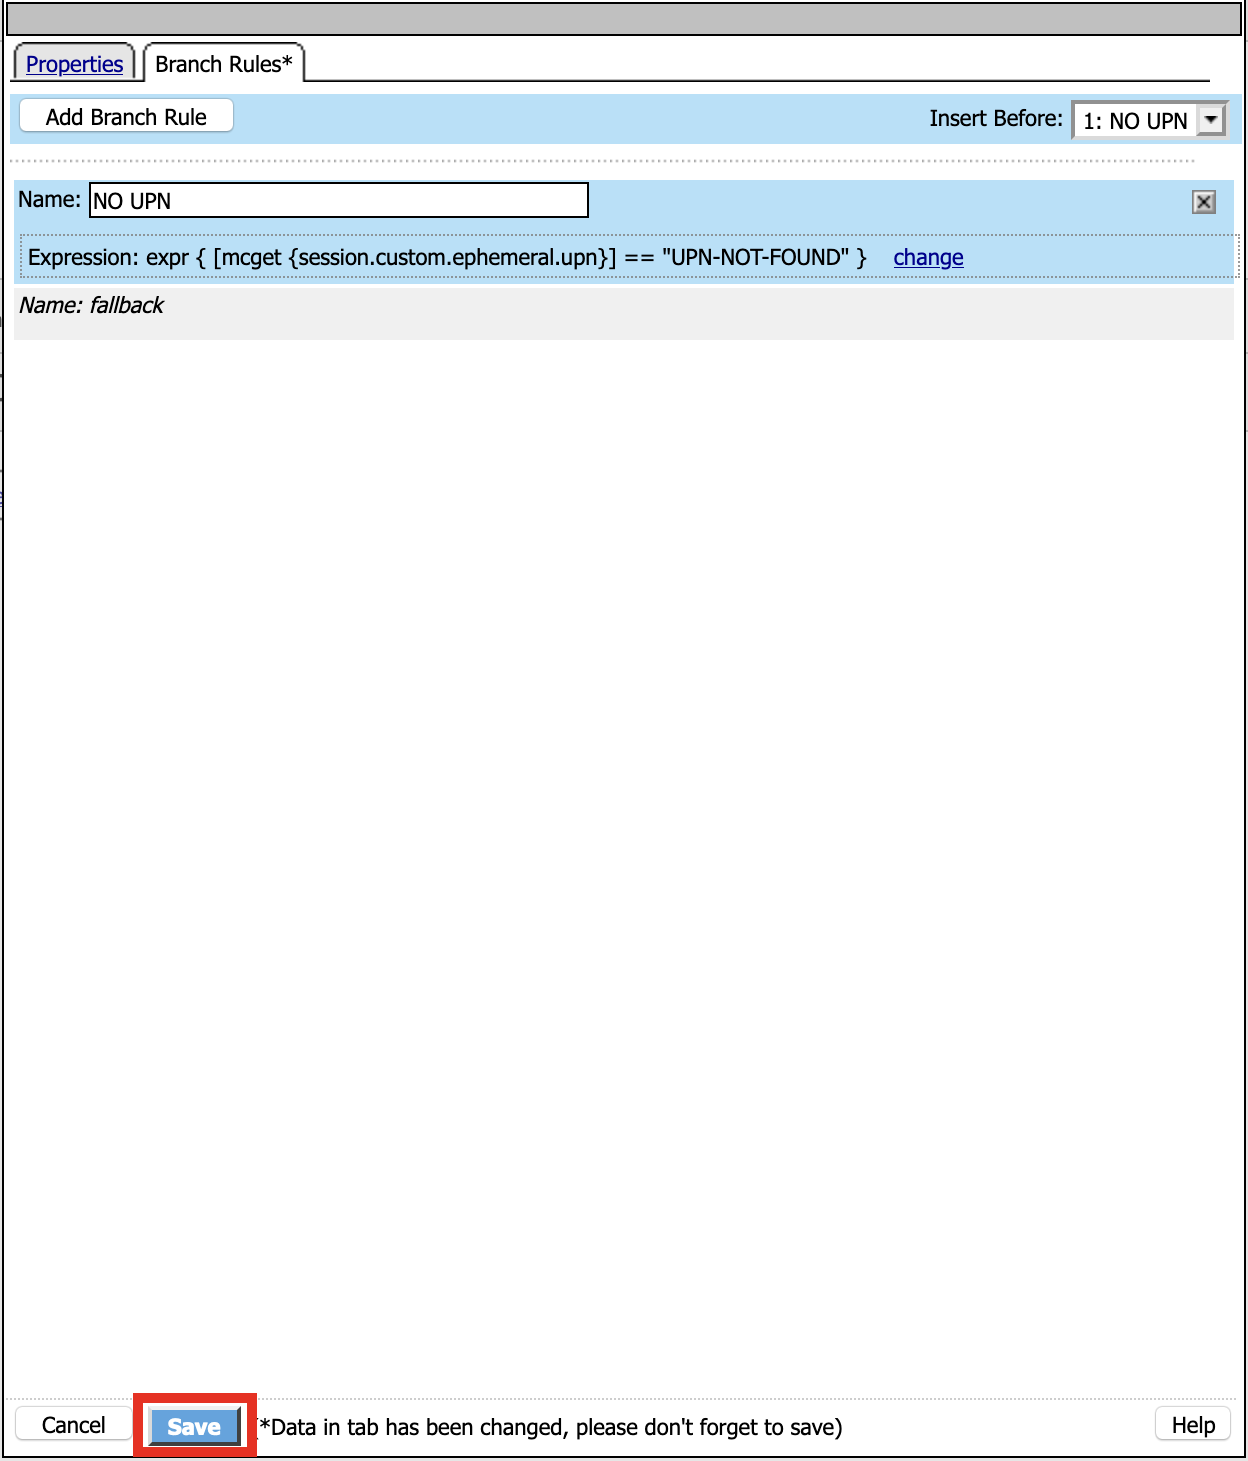 Properties Branch Rules*
Add Branch Rule Insert Before: 1: NO UPN
Name: NO UPN
Expression: expr { [mcget {session.custom.ephemeral.upn}] == "UPN-NOT-FOUND" } change
Name: fallback
Cancel Save (*Data in tab has been changed, please don't forget to save) Help